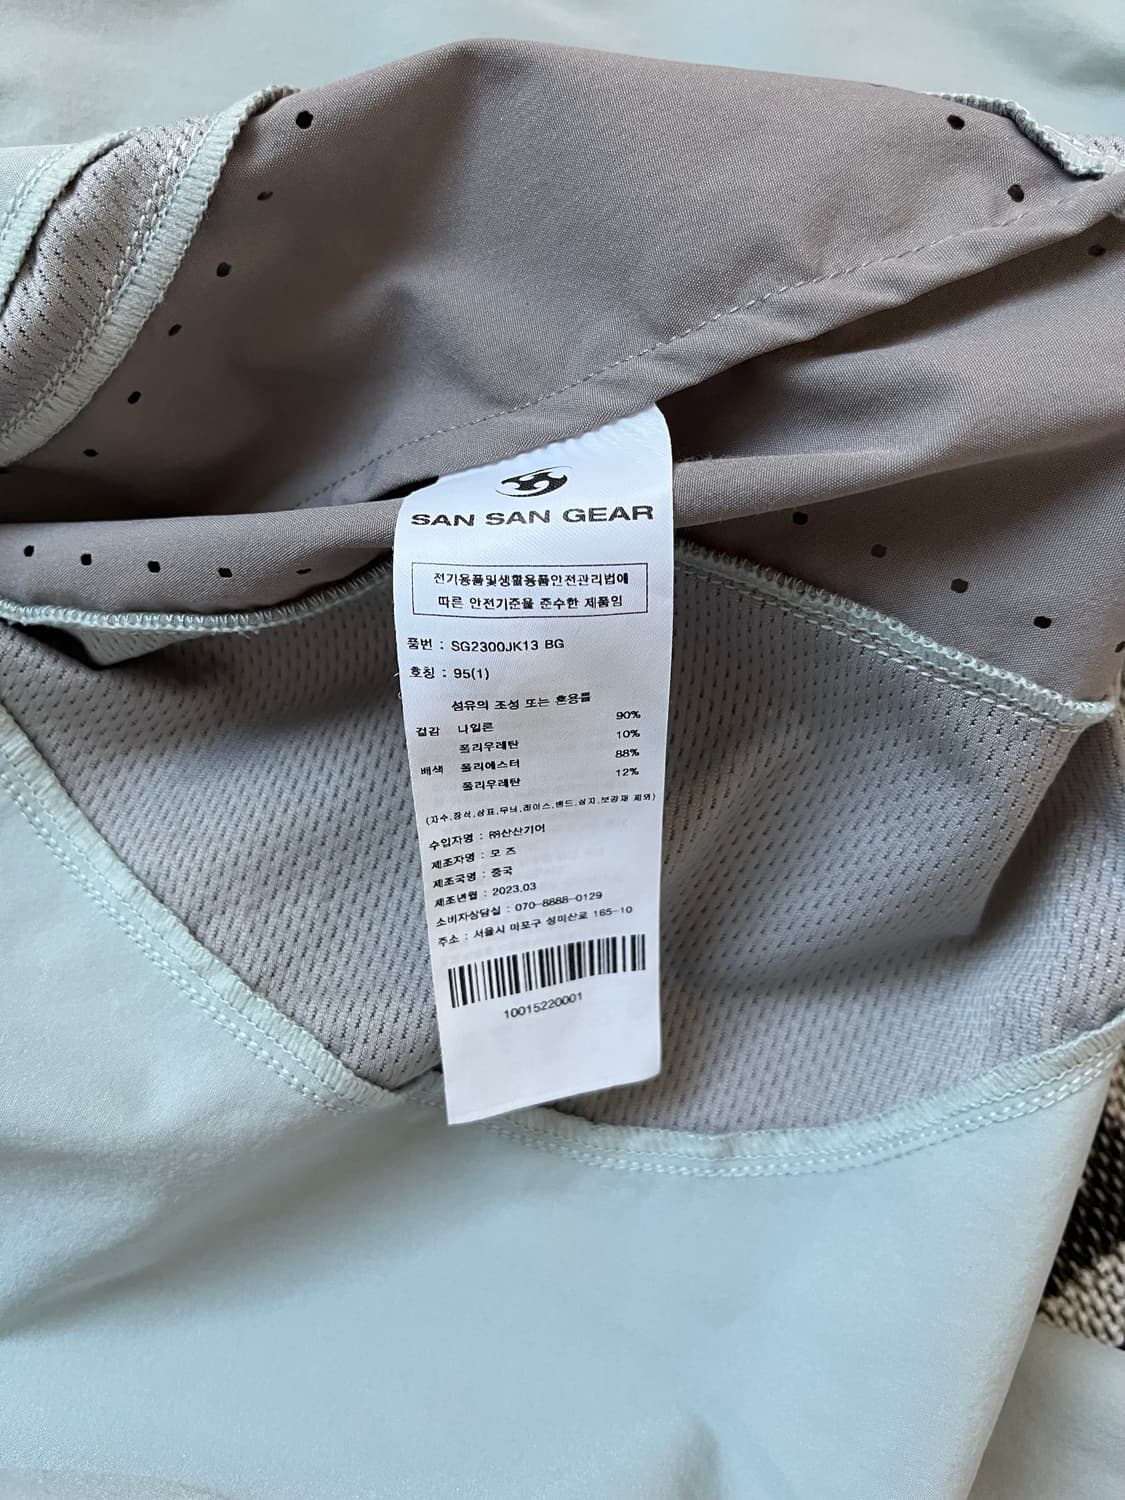 SAN SAN GEAR
전기용품및생활용품안전관리법에
따른 안전기준을 준수한 제품임
품번 : SG2300JK13 BG
호칭 : 95(1)
섬유의 조성 또는 혼용률
겉감 나일론 90%
폴리우레탄 10%
배색 폴리에스터 88%
폴리우레탄 12%
(자수,장식,상표,무늬,레이스,밴드,심지,보강재 제외)
수입자명 : ㈜산산기어
제조자명 : 모 즈
제조국명 : 중국
제조년월 : 2023.03
소비자상담실 : 070-8888-0129
주소 : 서울시 마포구 성미산로 165-10
10015220001